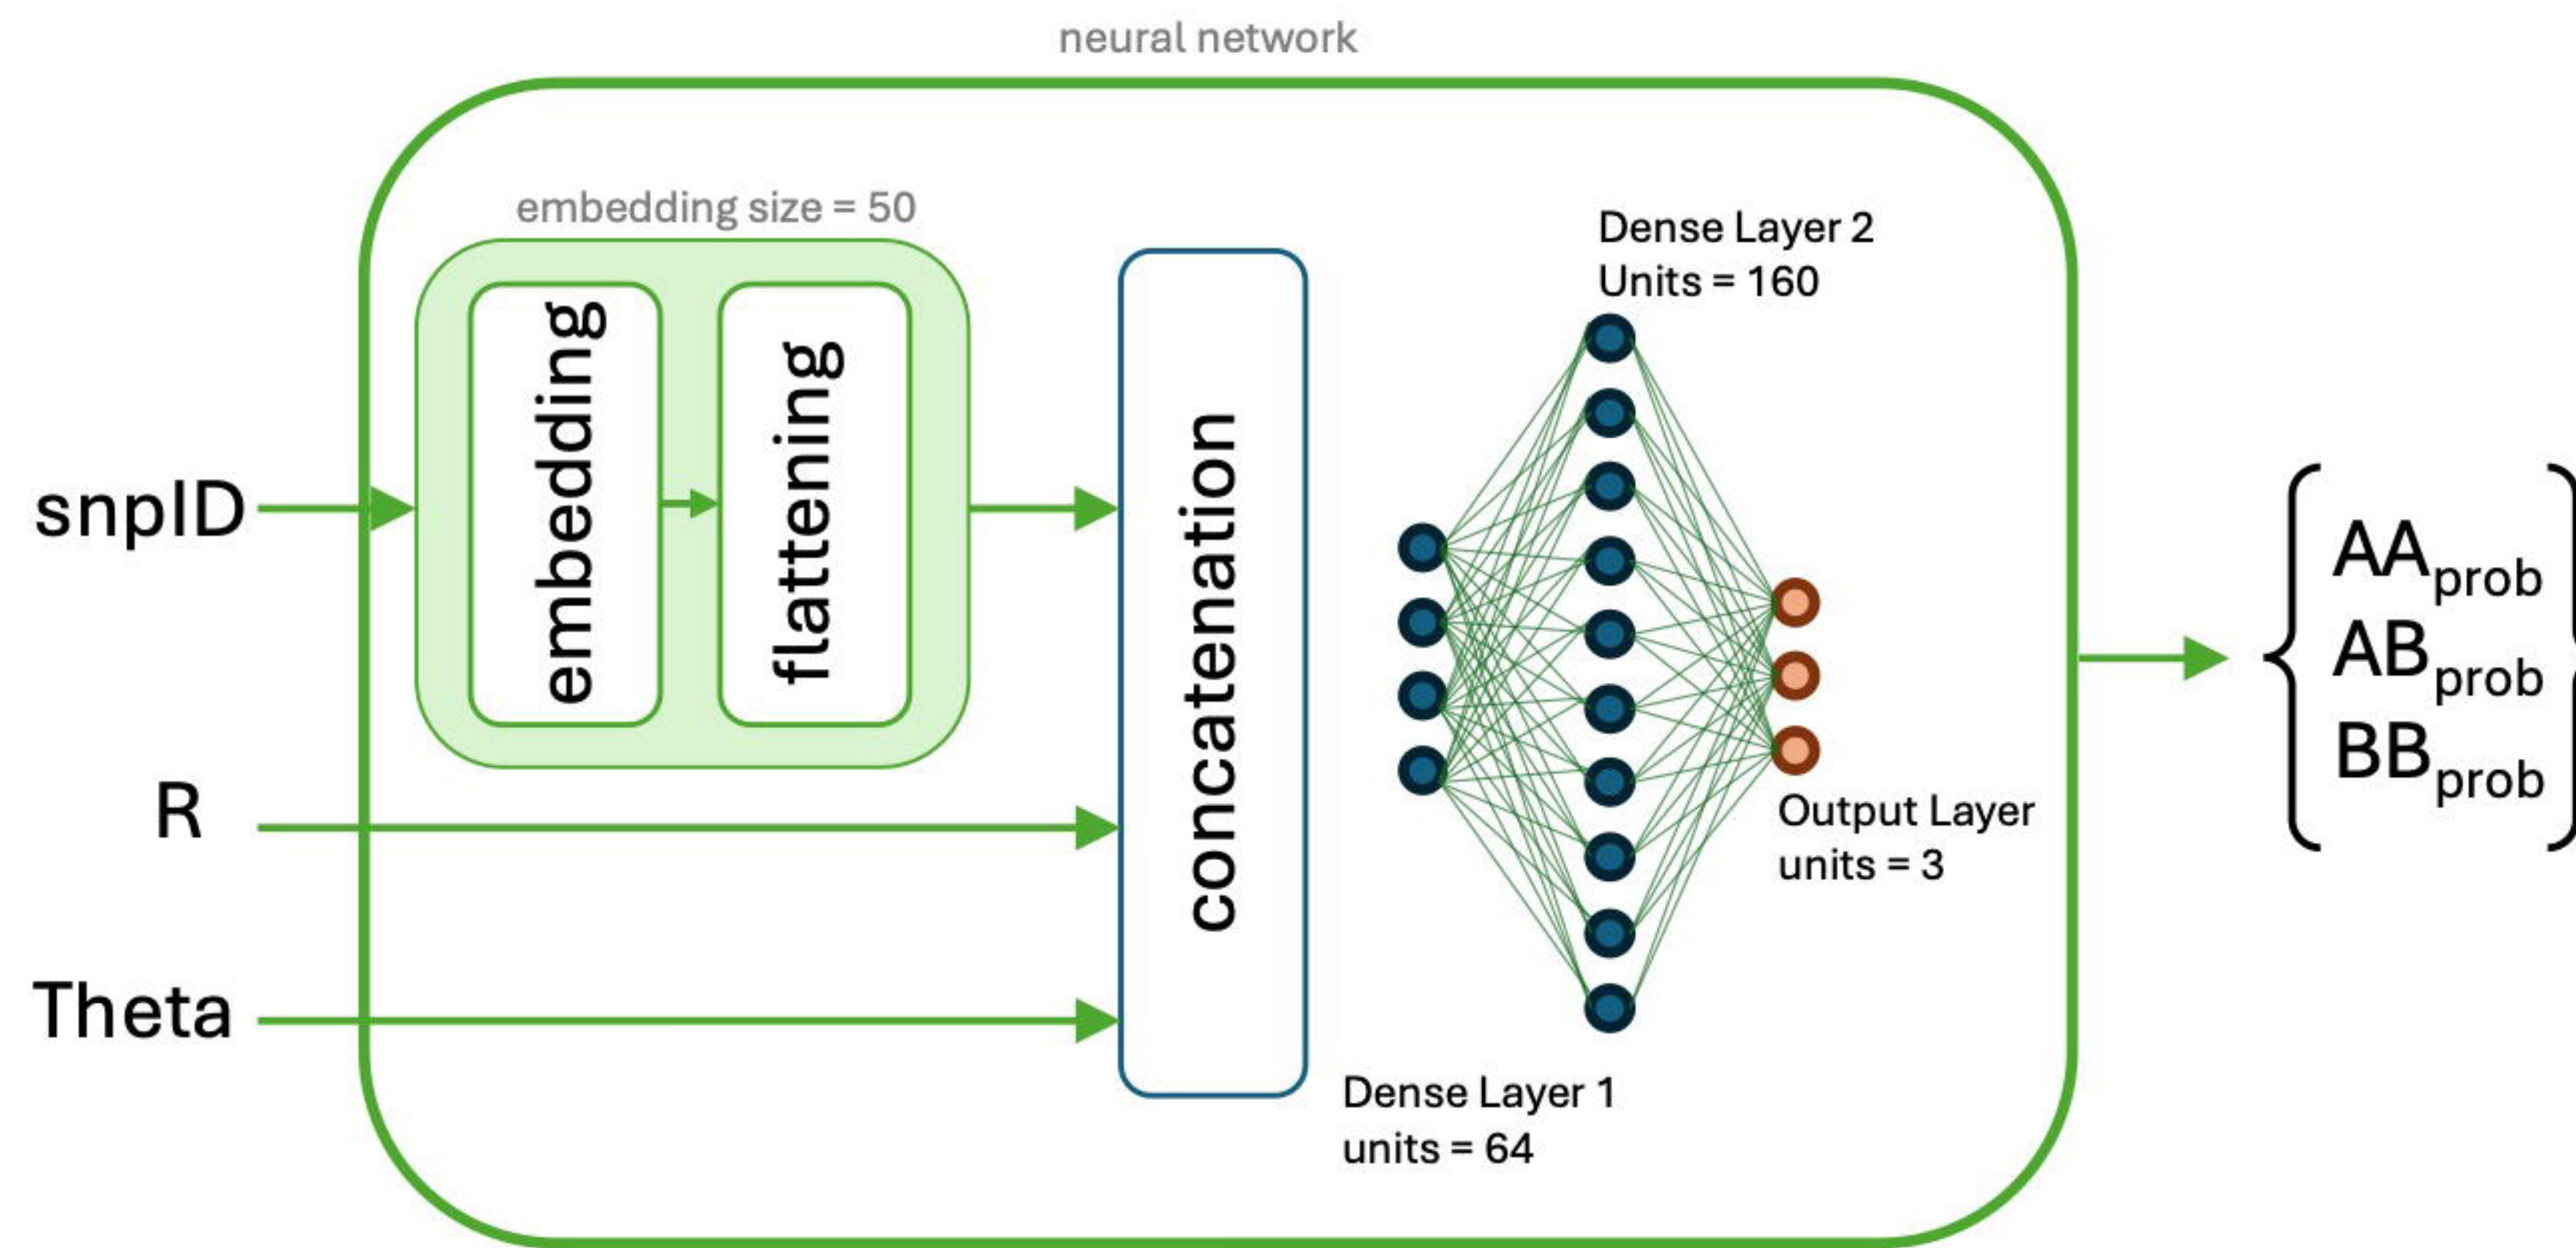 neural network
embedding size = 50
embedding
flattening
snpID
R
Theta
concatenation
Dense Layer 2
Units = 160
Output Layer
units = 3
Dense Layer 1
units = 64
AAprob
ABprob
BBprob